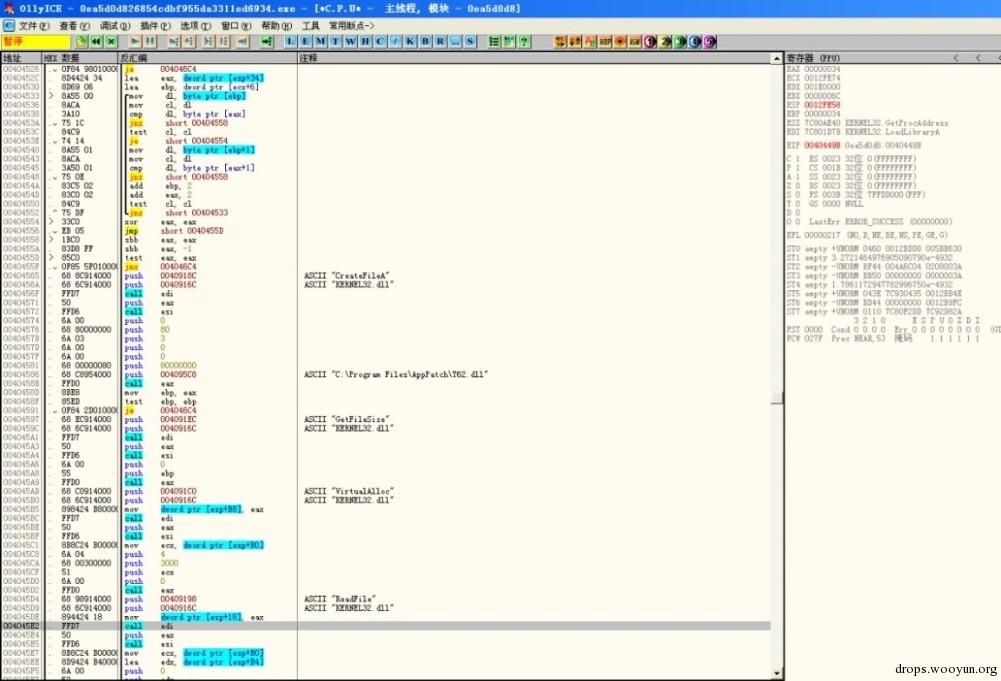 OllyICE - 0ea5d0d826854cdbf955da3311ed6934.exe - [*C.P.U* - 主线程, 模块 - 0ea5d0d8]
文件(F) 查看(V) 调试(D) 插件(P) 选项(T) 窗口(W) 帮助(H) 工具 常用断点->
暂停 L E M T W H C / K B R ... S
地址 HEX 数据 反汇编 注释 寄存器 (FPU)
00404526 0F84 9801000 je 004046C4
0040452C 8D4424 34 lea eax, dword ptr [esp+34]
00404530 8D69 06 lea ebp, dword ptr [ecx+6]
00404533 8A55 00 mov dl, byte ptr [ebp]
00404536 8ACA mov cl, dl
00404538 3A10 cmp dl, byte ptr [eax]
0040453A 75 1C jnz short 00404558
0040453C 84C9 test cl, cl
0040453E 74 14 je short 00404554
00404540 8A55 01 mov dl, byte ptr [ebp+1]
00404543 8ACA mov cl, dl
00404545 3A50 01 cmp dl, byte ptr [eax+1]
00404548 75 0E jnz short 00404558
0040454A 83C5 02 add ebp, 2
0040454D 83C0 02 add eax, 2
00404550 84C9 test cl, cl
00404552 75 DF jnz short 00404533
00404554 33C0 xor eax, eax
00404556 EB 05 jmp short 0040455D
00404558 1BC0 sbb eax, eax
0040455A 83D8 FF sbb eax, -1
0040455D 85C0 test eax, eax
0040455F 0F85 5F01000 jnz 004046C4
00404565 68 8C914000 push 0040918C ASCII "CreateFileA"
0040456A 68 6C914000 push 0040916C ASCII "KERNEL32.dll"
0040456F FFD7 call edi
00404571 50 push eax
00404572 FFD6 call esi
00404574 6A 00 push 0
00404576 68 80000000 push 80
0040457B 6A 03 push 3
0040457D 6A 00 push 0
0040457F 6A 00 push 0
00404581 68 00000080 push 80000000
00404586 68 C8954000 push 004095C8 ASCII "C:\Program Files\AppPatch\T62.dll"
0040458B FFD0 call eax
0040458D 8BE8 mov ebp, eax
0040458F 85ED test ebp, ebp
00404591 0F84 2D01000 je 004046C4
00404597 68 EC914000 push 004091EC ASCII "GetFileSize"
0040459C 68 6C914000 push 0040916C ASCII "KERNEL32.dll"
004045A1 FFD7 call edi
004045A3 50 push eax
004045A4 FFD6 call esi
004045A6 6A 00 push 0
004045A8 55 push ebp
004045A9 FFD0 call eax
004045AB 68 C0914000 push 004091C0 ASCII "VirtualAlloc"
004045B0 68 6C914000 push 0040916C ASCII "KERNEL32.dll"
004045B5 898424 B8000 mov dword ptr [esp+B8], eax
004045BC FFD7 call edi
004045BE 50 push eax
004045BF FFD6 call esi
004045C1 8B8C24 B0000 mov ecx, dword ptr [esp+B0]
004045C8 6A 04 push 4
004045CA 68 00300000 push 3000
004045CF 51 push ecx
004045D0 6A 00 push 0
004045D2 FFD0 call eax
004045D4 68 98914000 push 00409198 ASCII "ReadFile"
004045D9 68 6C914000 push 0040916C ASCII "KERNEL32.dll"
004045DE 894424 18 mov dword ptr [esp+18], eax
004045E2 FFD7 call edi
004045E4 50 push eax
004045E5 FFD6 call esi
004045E7 8B8C24 B0000 mov ecx, dword ptr [esp+B0]
004045EE 8D9424 B4000 lea edx, dword ptr [esp+B4]
004045F5 6A 00 push 0
EAX 00000034
ECX 0012FE74
EDX 001E0000
EBX 0000006C
ESP 0012FE58
ESI 7C80AE40 KERNEL32.GetProcAddress
EDI 7C801D7B KERNEL32.LoadLibraryA
EIP 0040449B 0ea5d0d8.0040449B
C 1 ES 0023 32位 0(FFFFFFFF)
P 1 CS 001B 32位 0(FFFFFFFF)
A 1 SS 0023 32位 0(FFFFFFFF)
Z 0 DS 0023 32位 0(FFFFFFFF)
S 0 FS 003B 32位 7FFDD000(FFF)
T 0 GS 0000 NULL
D 0
O 0 LastErr ERROR_SUCCESS (00000000)
EFL 00000217 (NO,B,NE,BE,NS,PE,GE,G)
ST0 empty +UNORM 0460 0012BDD8 005BB630
ST1 empty 3.2721464976905090790e-4932
ST2 empty -UNORM BF44 004A6C04 0208003A
ST3 empty -UNORM BB50 00000000 0000003A
ST4 empty 1.7861172947782996750e-4932
ST5 empty +UNORM 043E 7C930435 0012BB4E
ST6 empty -UNORM BD44 00000000 0012B9FC
ST7 empty +UNORM 0110 7C80F2DD 7C92D82A
3 2 1 0 E S P U O Z D I
FST 0000 Cond 0 0 0 0 Err 0 0 0 0 0 0 0 0 (GT
FCW 027F Prec NEAR,53 掩码 1 1 1 1 1 1
drops.wooyun.org